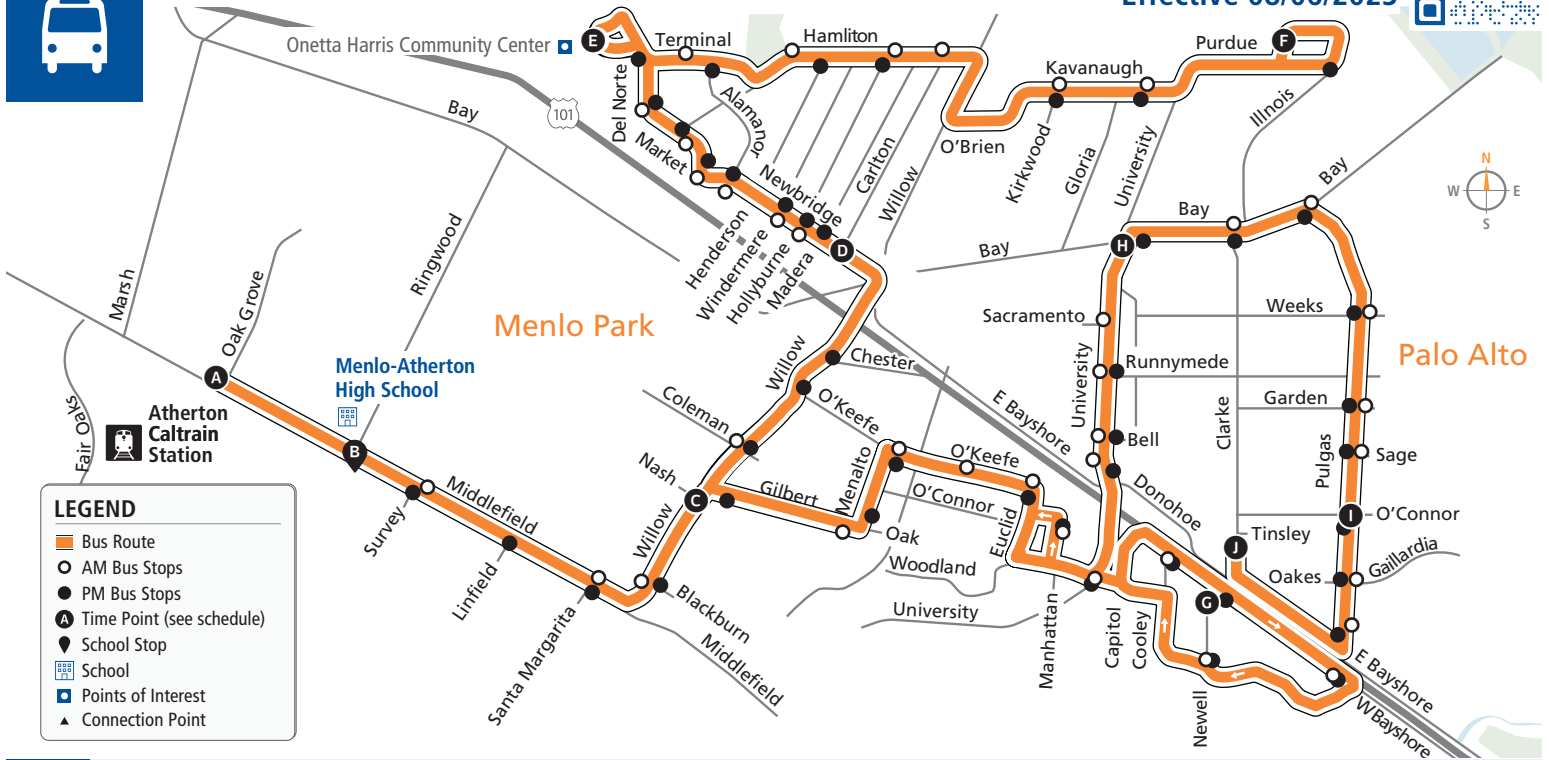 Effective 08/06/2025
Onetta Harris Community Center
E
Terminal
Hamliton
Purdue
F
Kavanaugh
Del Norte
Alamanor
101
Bay
Market
Newbridge
Carlton
Willow
O'Brien
Kirkwood
Gloria
University
Illnois
Bay
N
W
E
S
Marsh
Oak Grove
Ringwood
Henderson
Windermere
Hollyburne
Madera
D
Bay
H
Bay
Menlo Park
Sacramento
Weeks
Palo Alto
A
Menlo-Atherton
High School
Willow
Chester
University
Runnymede
Fair Oaks
Atherton
Caltrain
Station
Coleman
O'Keefe
E Bayshore
Garden
Clarke
B
Nash
Menalto
O'Keefe
Bell
Pulgas
Sage
LEGEND
Bus Route
AM Bus Stops
PM Bus Stops
A
Time Point (see schedule)
School Stop
School
Points of Interest
Connection Point
Middlefield
Survey
Linfield
Santa Margarita
C
Gilbert
Willow
Oak
O'Connor
Euclid
Donohoe
I
O'Connor
Tinsley
J
Woodland
Oakes
Gaillardia
Blackburn
University
Manhattan
Capitol
Cooley
G
Newell
Middlefield
E Bayshore
W Bayshore